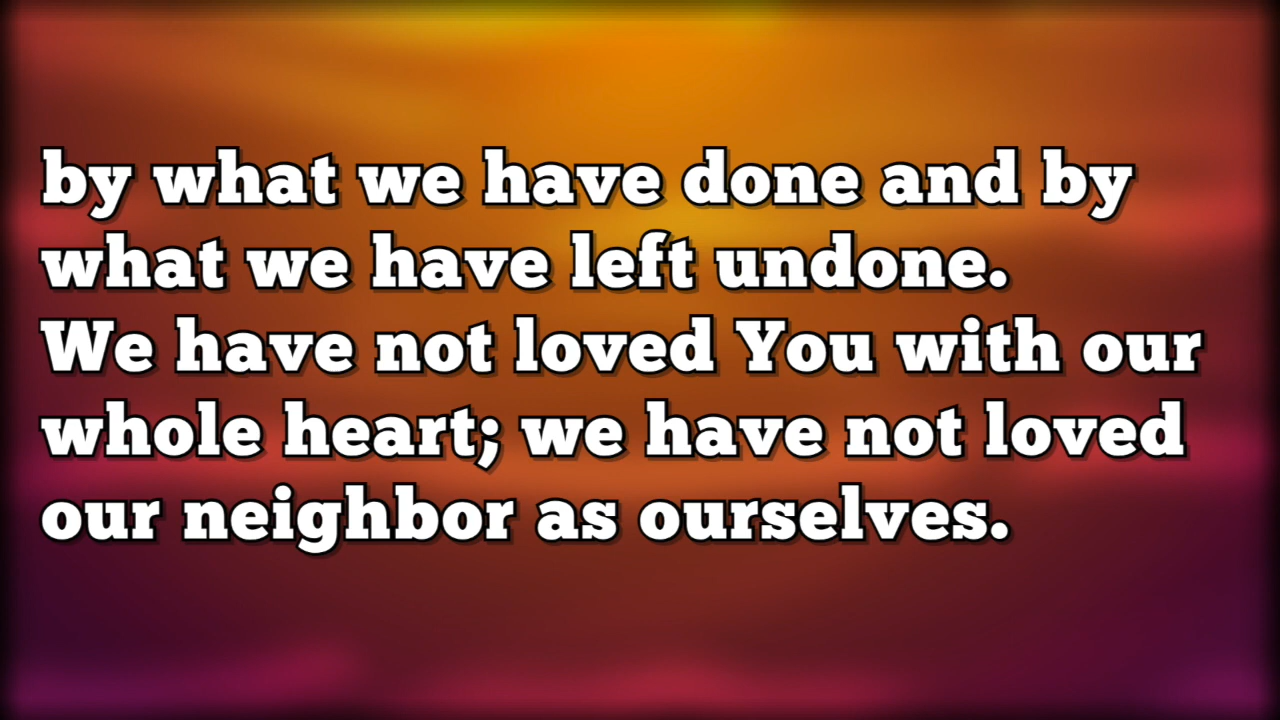 by what we have done and by
what we have left undone.
We have not loved You with our
whole heart; we have not loved
our neighbor as ourselves.